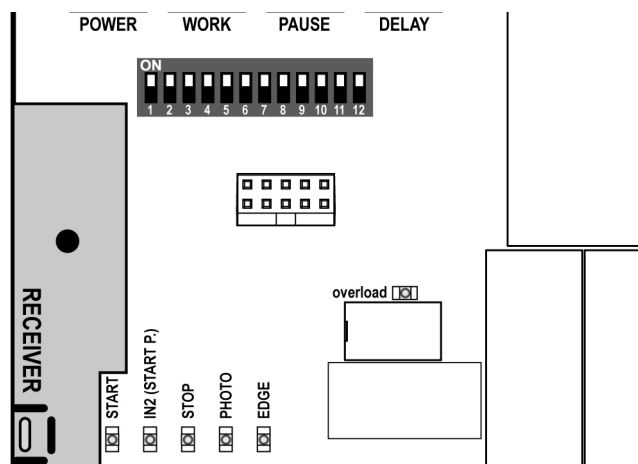 POWER WORK PAUSE DELAY
ON
1 2 3 4 5 6 7 8 9 10 11 12
overload
RECEIVER
START
IN2 (START P.)
STOP
PHOTO
EDGE